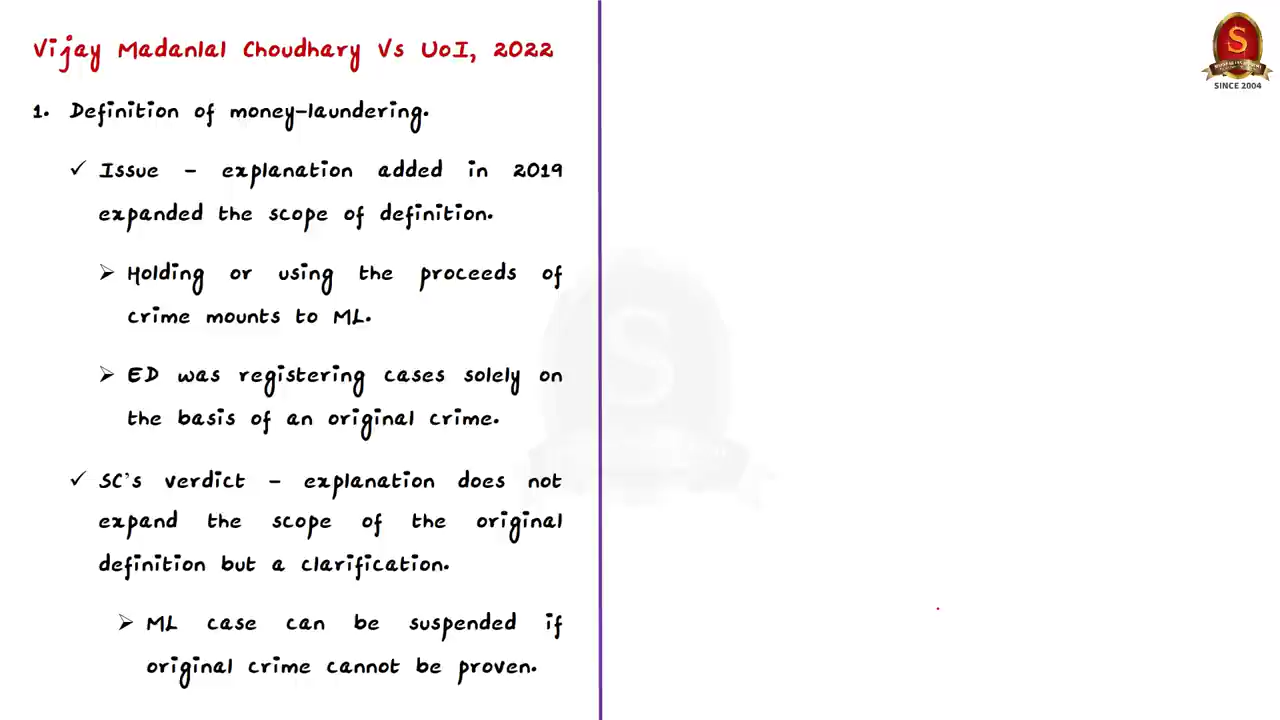 Vijay Madanlal Choudhary Vs UoI, 2022
1. Definition of money-laundering.
✓ Issue - explanation added in 2019
expanded the scope of definition.
➢ Holding or using the proceeds of
crime mounts to ML.
➢ ED was registering cases solely on
the basis of an original crime.
✓ SC's verdict - explanation does not
expand the scope of the original
definition but a clarification.
➢ ML case can be suspended if
original crime cannot be proven.
S
SINCE 2004